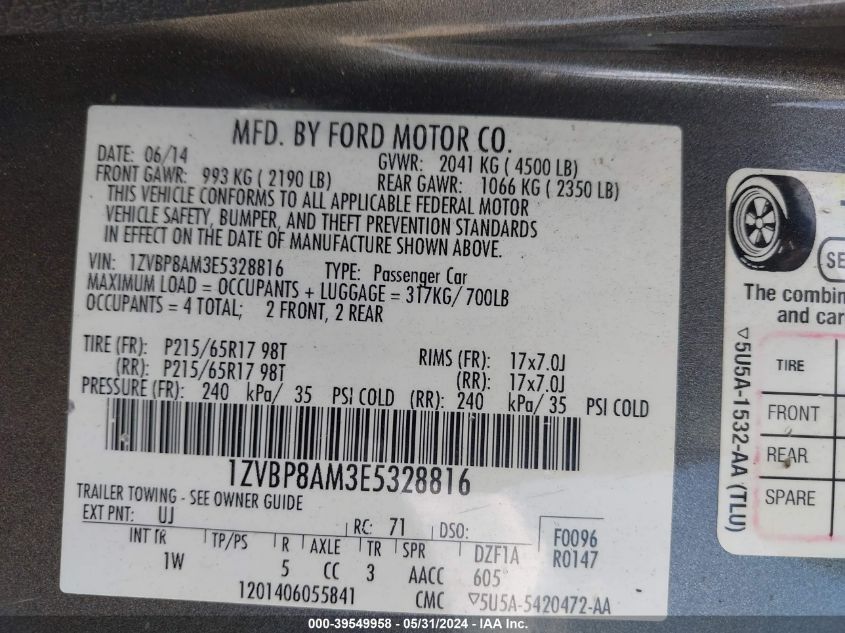 MFD. BY FORD MOTOR CO.
DATE: 06/14 GVWR: 2041 KG ( 4500 LB)
FRONT GAWR: 993 KG ( 2190 LB) REAR GAWR: 1066 KG ( 2350 LB)
THIS VEHICLE CONFORMS TO ALL APPLICABLE FEDERAL MOTOR
VEHICLE SAFETY, BUMPER, AND THEFT PREVENTION STANDARDS
IN EFFECT ON THE DATE OF MANUFACTURE SHOWN ABOVE.
VIN: 1ZVBP8AM3E5328816 TYPE: Passenger Car
MAXIMUM LOAD = OCCUPANTS + LUGGAGE = 317KG/ 700LB
OCCUPANTS = 4 TOTAL; 2 FRONT, 2 REAR
TIRE (FR): P215/65R17 98T RIMS (FR): 17x7.0J
(RR): P215/65R17 98T (RR): 17x7.0J
PRESSURE (FR): 240 kPa/ 35 PSI COLD (RR): 240 kPa/ 35 PSI COLD
1ZVBP8AM3E5328816
TRAILER TOWING - SEE OWNER GUIDE
EXT PNT: UJ RC: 71 DSO: F0096
INT TR TP/PS R AXLE TR SPR DZF1A R0147
1W 5 CC 3 AACC 605
1201406055841 CMC ▽5U5A-5420472-AA
SE
The combin
and car
TIRE
FRONT
REAR
SPARE
▽5U5A-1532-AA (TLU)
000-39549958 - 05/31/2024 - IAA Inc.